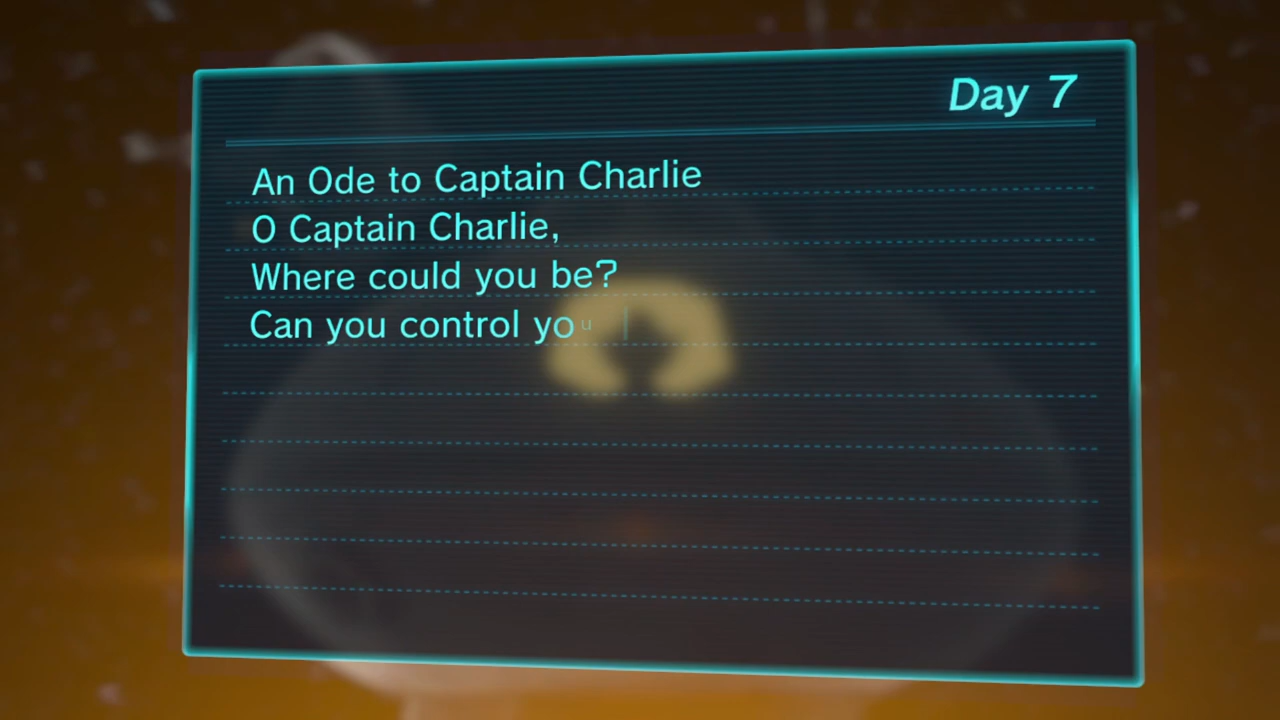 Day 7
An Ode to Captain Charlie
O Captain Charlie,
Where could you be?
Can you control you